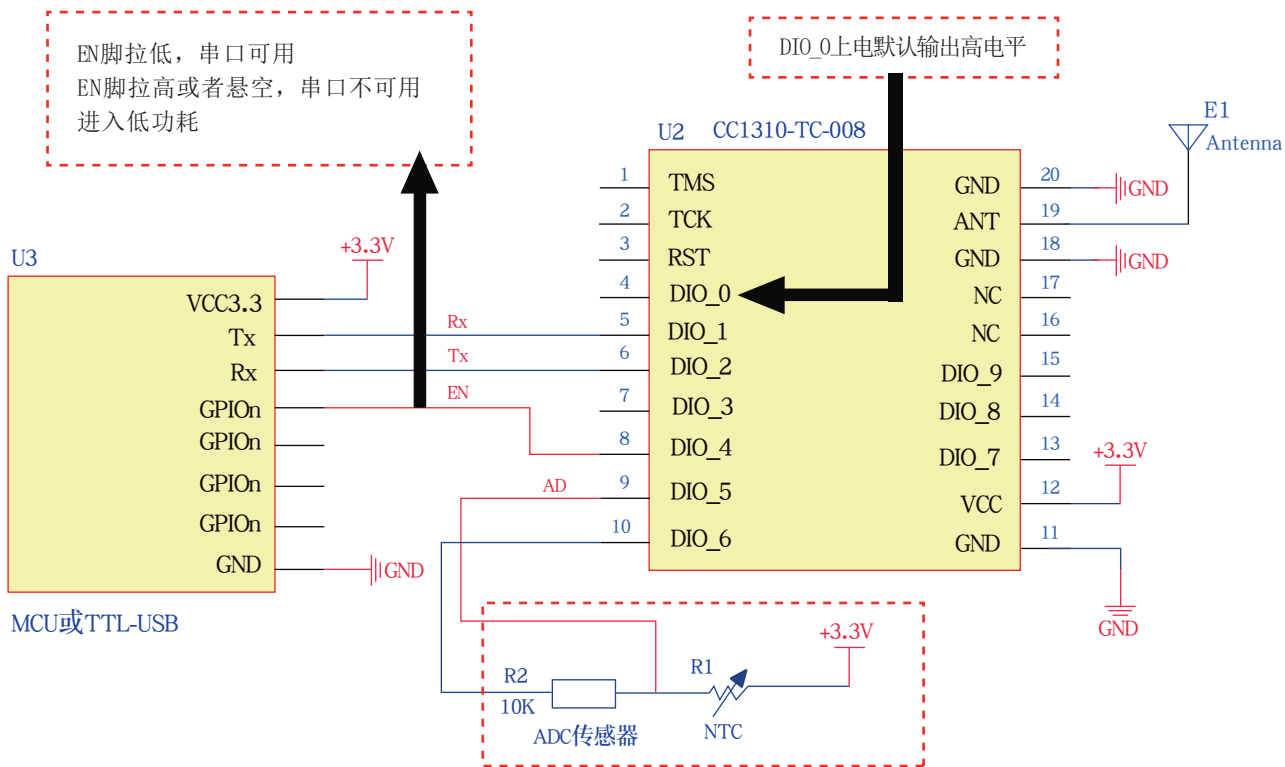 EN脚拉低，串口可用
EN脚拉高或者悬空，串口不可用
进入低功耗
DIO_0上电默认输出高电平
U3
+3.3V
VCC3.3
Tx
Rx
GPIOn
GPIOn
GPIOn
GPIOn
GND
GND
MCU或TTL-USB
Rx
Tx
EN
AD
U2 CC1310-TC-008
1 TMS
2 TCK
3 RST
4 DIO_0
5 DIO_1
6 DIO_2
7 DIO_3
8 DIO_4
9 DIO_5
10 DIO_6
GND 20 GND
ANT 19
GND 18 GND
NC 17
NC 16
DIO_9 15
DIO_8 14
DIO_7 13
VCC 12 +3.3V
GND 11
GND
E1
Antenna
R2
10K
ADC传感器
R1
NTC
+3.3V